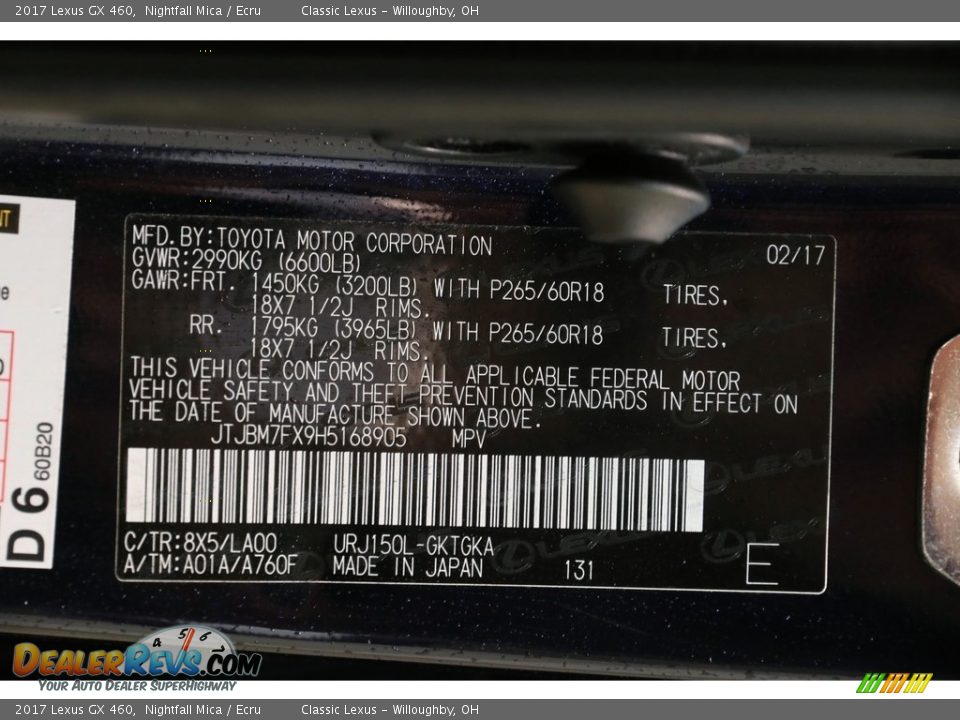 2017 Lexus GX 460, Nightfall Mica / Ecru Classic Lexus - Willoughby, OH
MFD.BY:TOYOTA MOTOR CORPORATION 02/17
GVWR:2990KG (6600LB)
GAWR:FRT. 1450KG (3200LB) WITH P265/60R18 TIRES,
18X7 1/2J RIMS.
RR. 1795KG (3965LB) WITH P265/60R18 TIRES,
18X7 1/2J RIMS.
THIS VEHICLE CONFORMS TO ALL APPLICABLE FEDERAL MOTOR
VEHICLE SAFETY AND THEFT PREVENTION STANDARDS IN EFFECT ON
THE DATE OF MANUFACTURE SHOWN ABOVE.
JTJBM7FX9H5168905 MPV
C/TR:8X5/LA00 URJ150L-GKTGKA
A/TM:A01A/A760F MADE IN JAPAN 131 E
D 6 60B20
LEXUS
4 5 6 7
DEALERREVS.COM
YOUR AUTO DEALER SUPERHIGHWAY
2017 Lexus GX 460, Nightfall Mica / Ecru Classic Lexus - Willoughby, OH